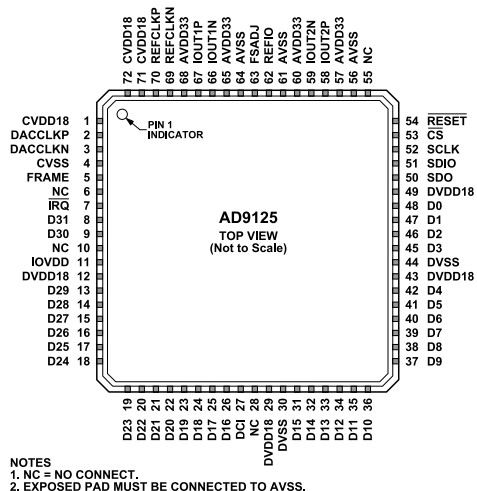 72 CVDD18
71 CVDD18
70 REFCLKP
69 REFCLKN
68 AVDD33
67 IOUT1P
66 IOUT1N
65 AVDD33
64 AVSS
63 FSADJ
62 REFIO
61 AVSS
60 AVDD33
59 IOUT2N
58 IOUT2P
57 AVDD33
56 AVSS
55 NC
CVDD18 1
DACCLKP 2
DACCLKN 3
CVSS 4
FRAME 5
NC 6
IRQ 7
D31 8
D30 9
NC 10
IOVDD 11
DVDD18 12
D29 13
D28 14
D27 15
D26 16
D25 17
D24 18
PIN 1
INDICATOR
AD9125
TOP VIEW
(Not to Scale)
54 RESET
53 CS
52 SCLK
51 SDIO
50 SDO
49 DVDD18
48 D0
47 D1
46 D2
45 D3
44 DVSS
43 DVDD18
42 D4
41 D5
40 D6
39 D7
38 D8
37 D9
D23 19
D22 20
D21 21
D20 22
D19 23
D18 24
D17 25
D16 26
DCI 27
NC 28
DVDD18 29
DVSS 30
D15 31
D14 32
D13 33
D12 34
D11 35
D10 36
NOTES
1. NC = NO CONNECT.
2. EXPOSED PAD MUST BE CONNECTED TO AVSS.